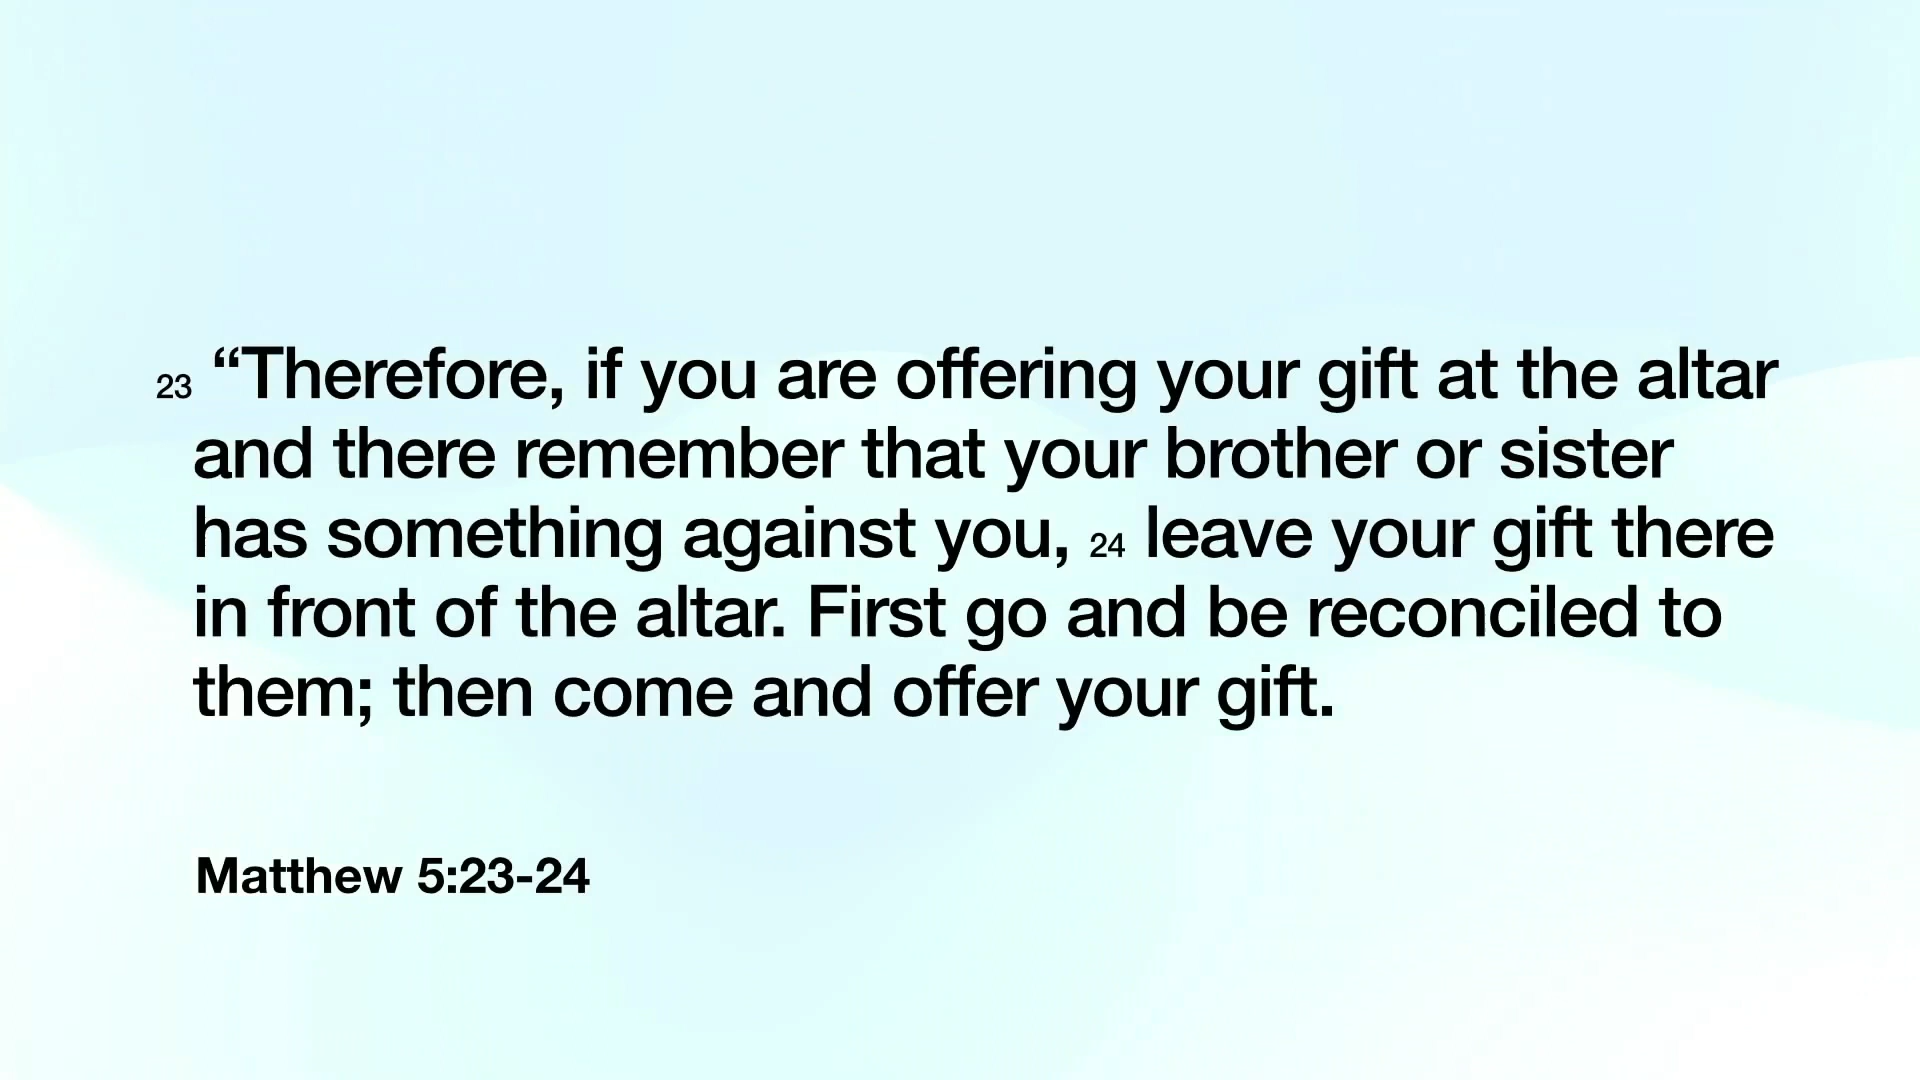 23 “Therefore, if you are offering your gift at the altar
and there remember that your brother or sister
has something against you, 24 leave your gift there
in front of the altar. First go and be reconciled to
them; then come and offer your gift.
Matthew 5:23-24